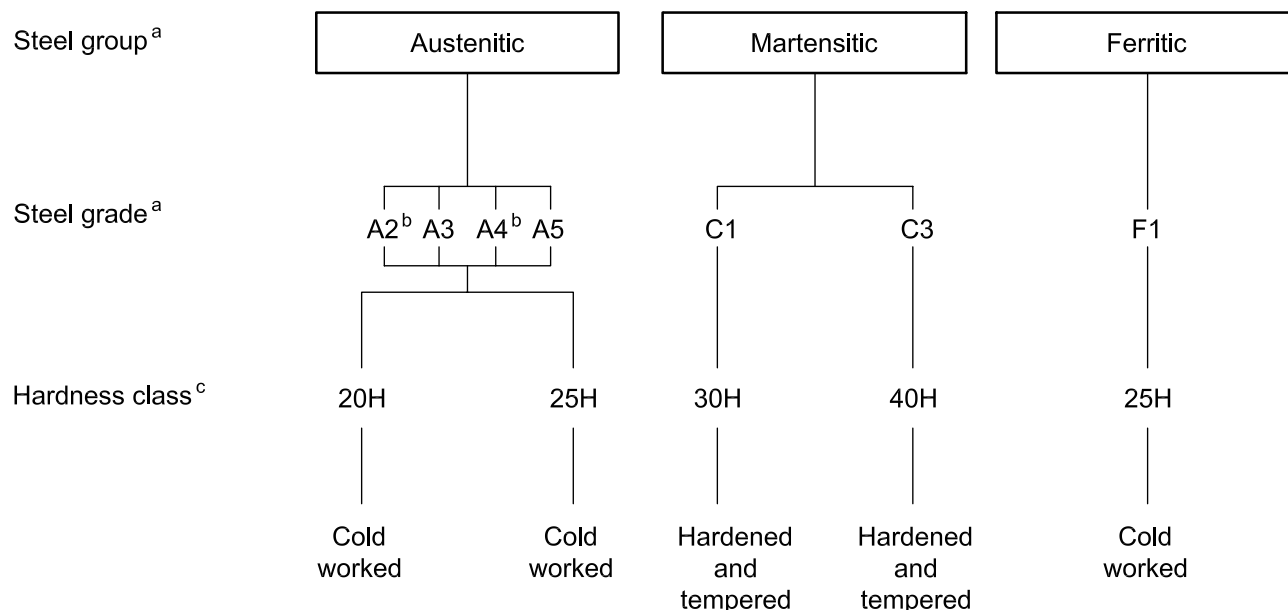 Steel group a Austenitic Martensitic Ferritic
Steel grade a A2 b A3 A4 b A5 C1 C3 F1
Hardness class c 20H 25H 30H 40H 25H
Cold Cold Hardened Hardened Cold
worked worked and and worked
tempered tempered